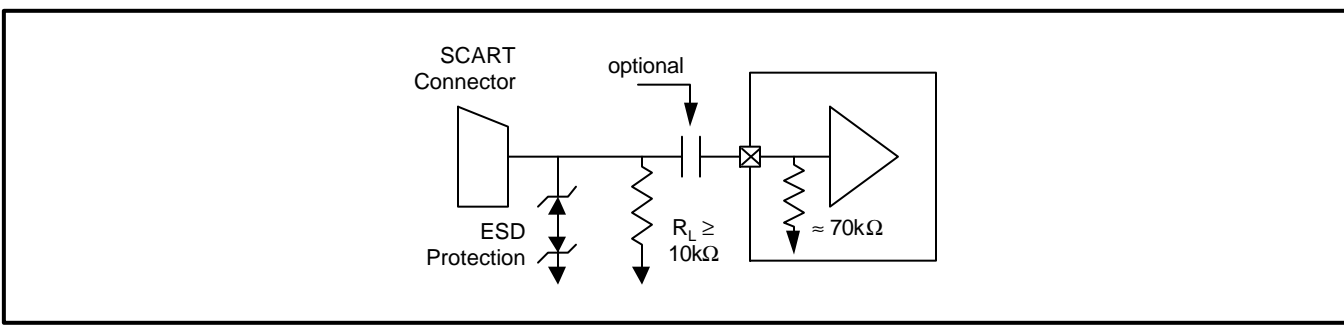 SCART
Connector
optional
ESD
Protection
R_L ≥
10kΩ
≈ 70kΩ